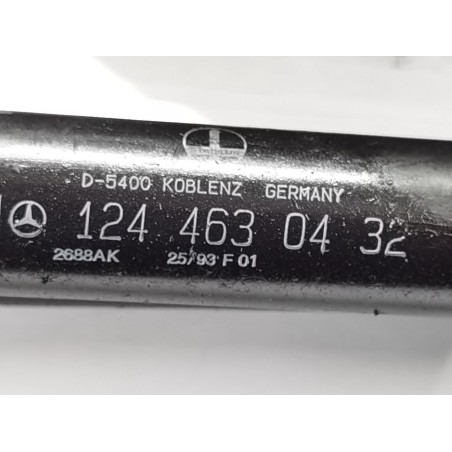 D-5400 KOBLENZ GERMANY
124 463 04 32
2688AK 25/93 F 01